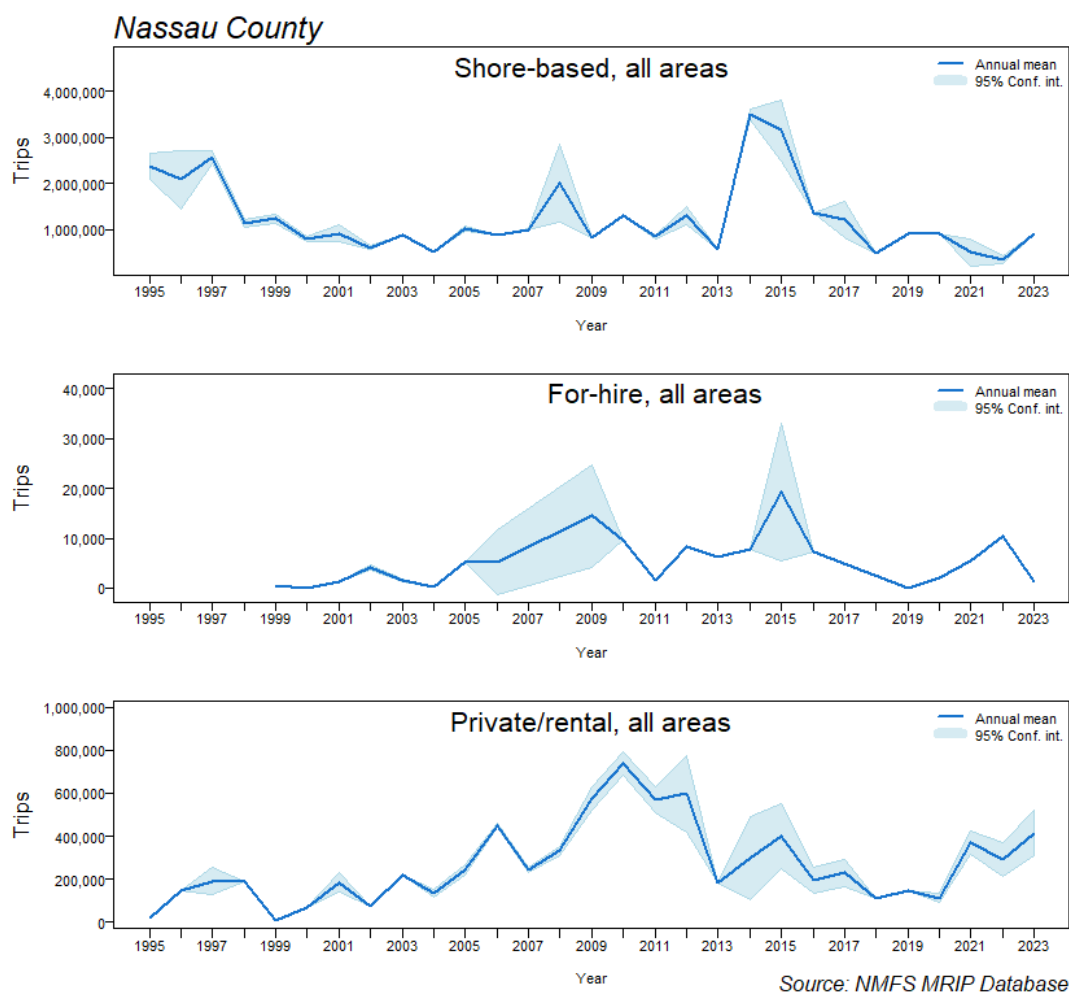 Nassau County
Shore-based, all areas
Annual mean
95% Conf. int.
4,000,000
3,000,000
2,000,000
1,000,000
Trips
1995 1997 1999 2001 2003 2005 2007 2009 2011 2013 2015 2017 2019 2021 2023
Year
For-hire, all areas
Annual mean
95% Conf. int.
40,000
30,000
20,000
10,000
0
Trips
1995 1997 1999 2001 2003 2005 2007 2009 2011 2013 2015 2017 2019 2021 2023
Year
Private/rental, all areas
Annual mean
95% Conf. int.
1,000,000
800,000
600,000
400,000
200,000
0
Trips
1995 1997 1999 2001 2003 2005 2007 2009 2011 2013 2015 2017 2019 2021 2023
Year
Source: NMFS MRIP Database